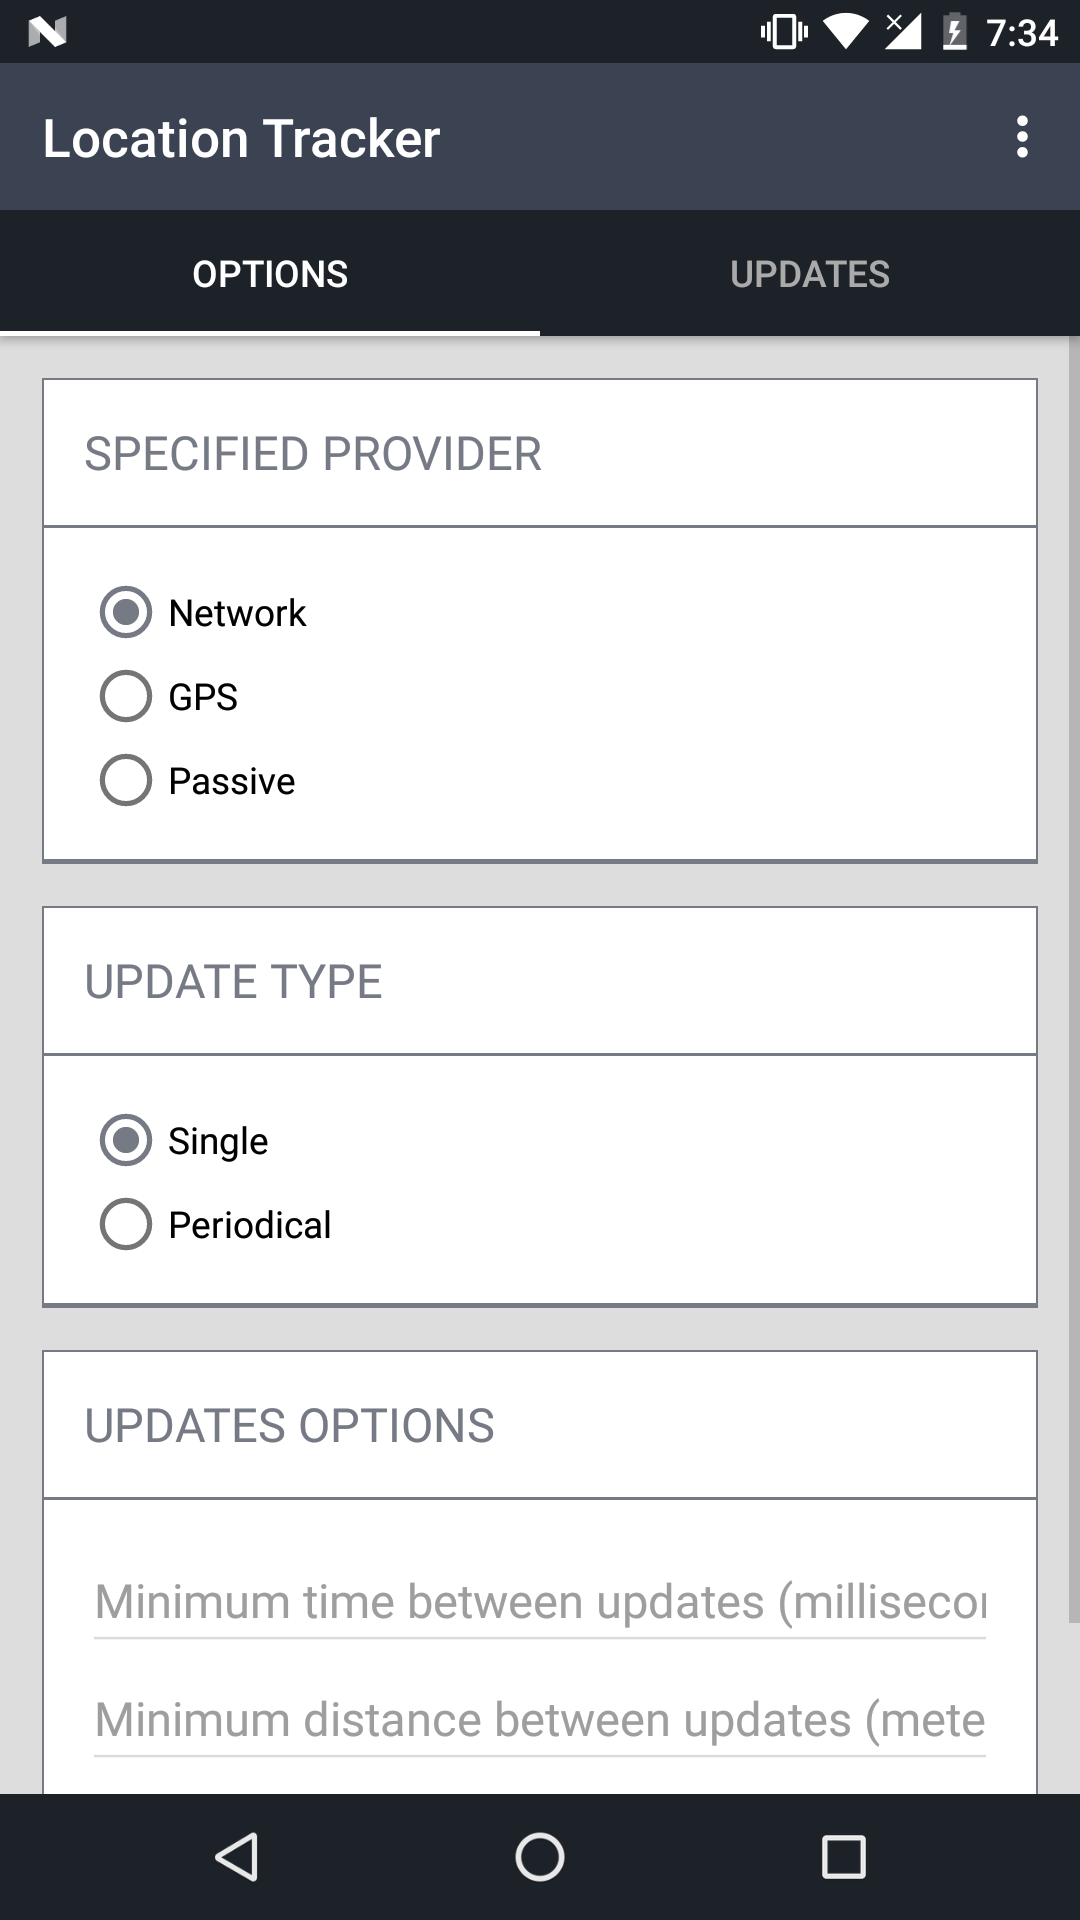 7:34
Location Tracker
OPTIONS
UPDATES
SPECIFIED PROVIDER
Network
GPS
Passive
UPDATE TYPE
Single
Periodical
UPDATES OPTIONS
Minimum time between updates (millisecon
Minimum distance between updates (mete